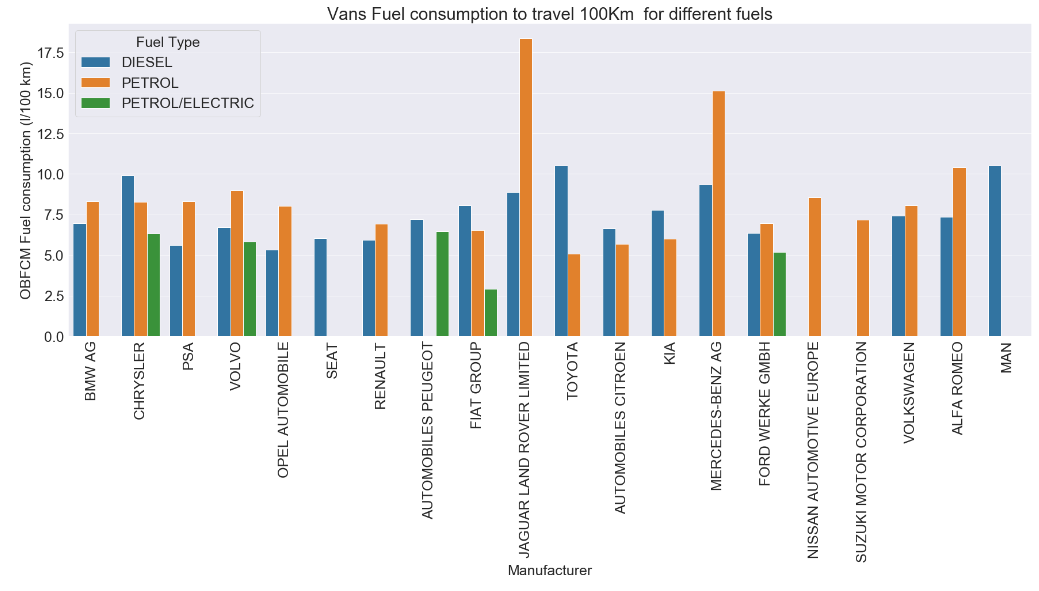 Vans Fuel consumption to travel 100Km  for different fuels
Fuel Type
DIESEL
PETROL
PETROL/ELECTRIC
OBFCM Fuel consumption (l/100 km)
17.5
15.0
12.5
10.0
7.5
5.0
2.5
0.0
BMW AG
CHRYSLER
PSA
VOLVO
OPEL AUTOMOBILE
SEAT
RENAULT
AUTOMOBILES PEUGEOT
FIAT GROUP
JAGUAR LAND ROVER LIMITED
TOYOTA
AUTOMOBILES CITROEN
KIA
MERCEDES-BENZ AG
FORD WERKE GMBH
NISSAN AUTOMOTIVE EUROPE
SUZUKI MOTOR CORPORATION
VOLKSWAGEN
ALFA ROMEO
MAN
Manufacturer